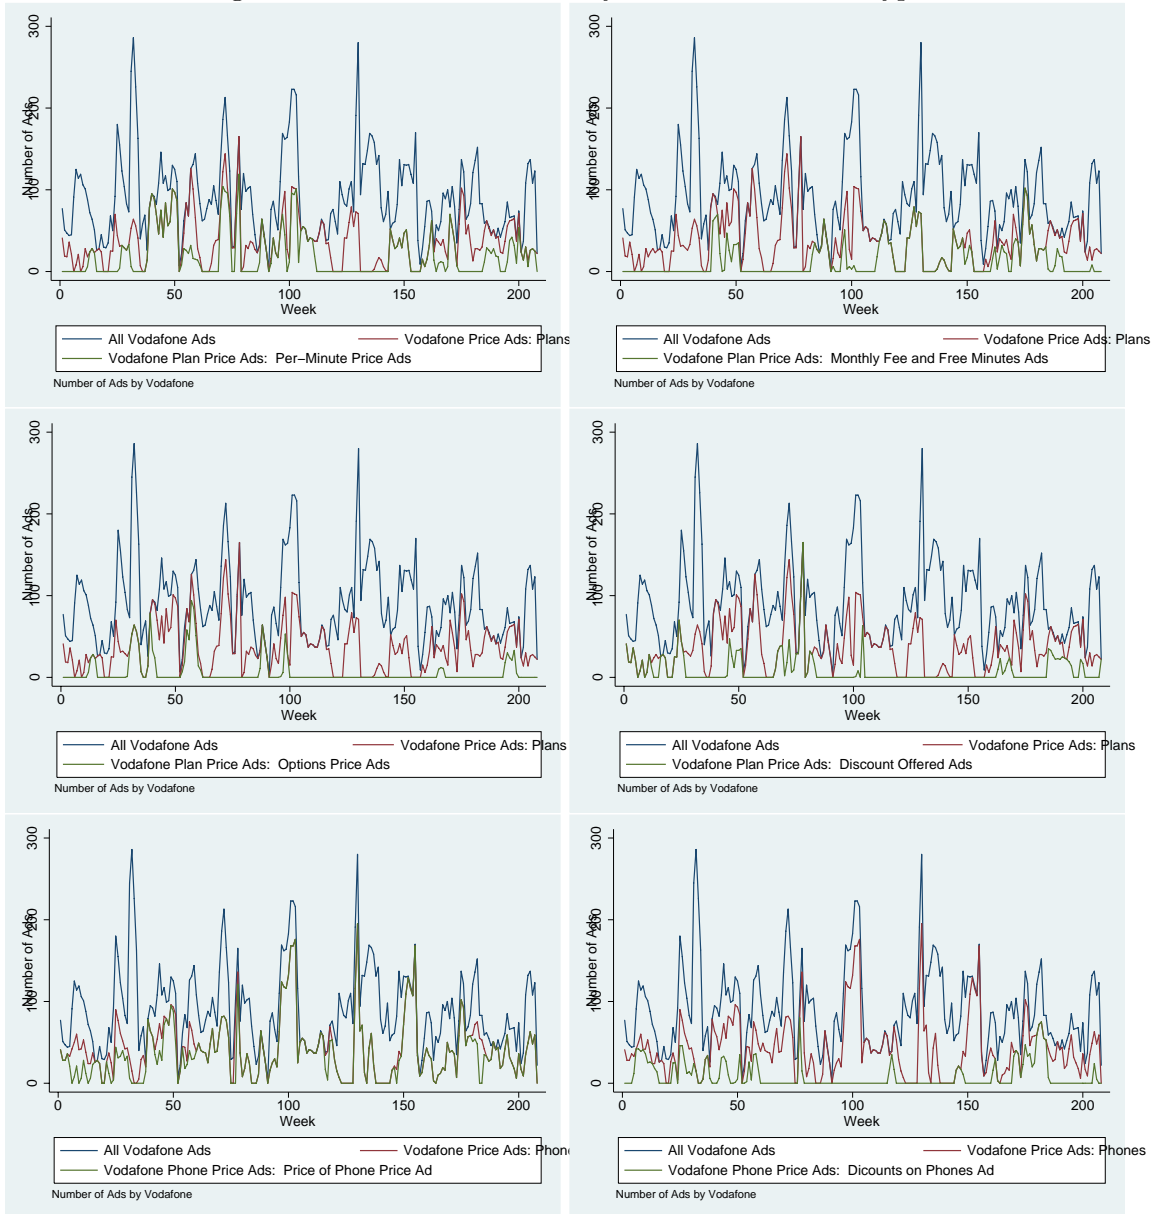 300
200
100
0
Number of Ads
0 50 100 150 200
Week
All Vodafone Ads Vodafone Price Ads: Plans
Vodafone Plan Price Ads: Per−Minute Price Ads
Number of Ads by Vodafone
300
200
100
0
Number of Ads
0 50 100 150 200
Week
All Vodafone Ads Vodafone Price Ads: Plans
Vodafone Plan Price Ads: Monthly Fee and Free Minutes Ads
Number of Ads by Vodafone
300
200
100
0
Number of Ads
0 50 100 150 200
Week
All Vodafone Ads Vodafone Price Ads: Plans
Vodafone Plan Price Ads: Options Price Ads
Number of Ads by Vodafone
300
200
100
0
Number of Ads
0 50 100 150 200
Week
All Vodafone Ads Vodafone Price Ads: Plans
Vodafone Plan Price Ads: Discount Offered Ads
Number of Ads by Vodafone
300
200
100
0
Number of Ads
0 50 100 150 200
Week
All Vodafone Ads Vodafone Price Ads: Phon
Vodafone Phone Price Ads: Price of Phone Price Ad
Number of Ads by Vodafone
300
200
100
0
Number of Ads
0 50 100 150 200
Week
All Vodafone Ads Vodafone Price Ads: Phones
Vodafone Phone Price Ads: Dicounts on Phones Ad
Number of Ads by Vodafone